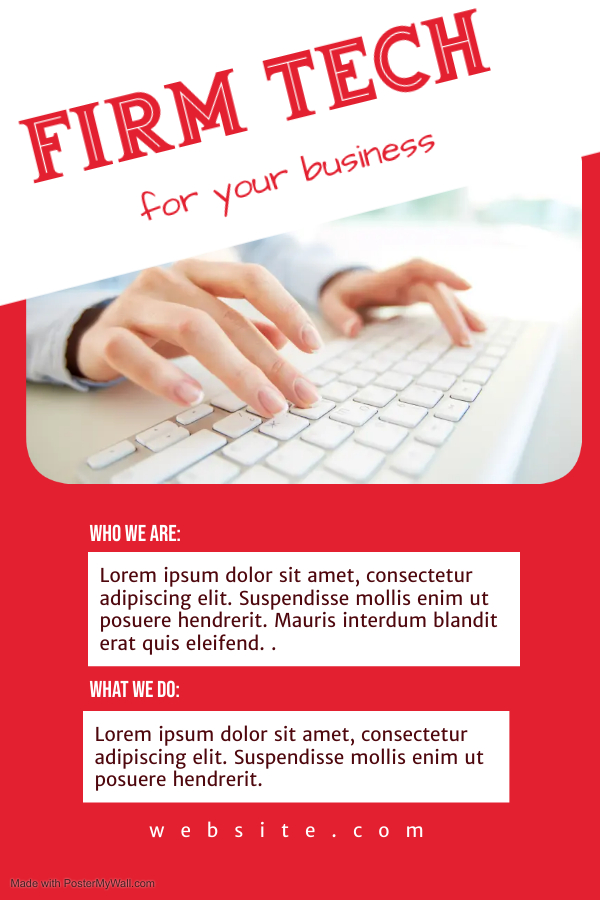 FIRM TECH
for your business
WHO WE ARE:
Lorem ipsum dolor sit amet, consectetur
adipiscing elit. Suspendisse mollis enim ut
posuere hendrerit. Mauris interdum blandit
erat quis eleifend. .
WHAT WE DO:
Lorem ipsum dolor sit amet, consectetur
adipiscing elit. Suspendisse mollis enim ut
posuere hendrerit.
website.com
Made with PosterMyWall.com